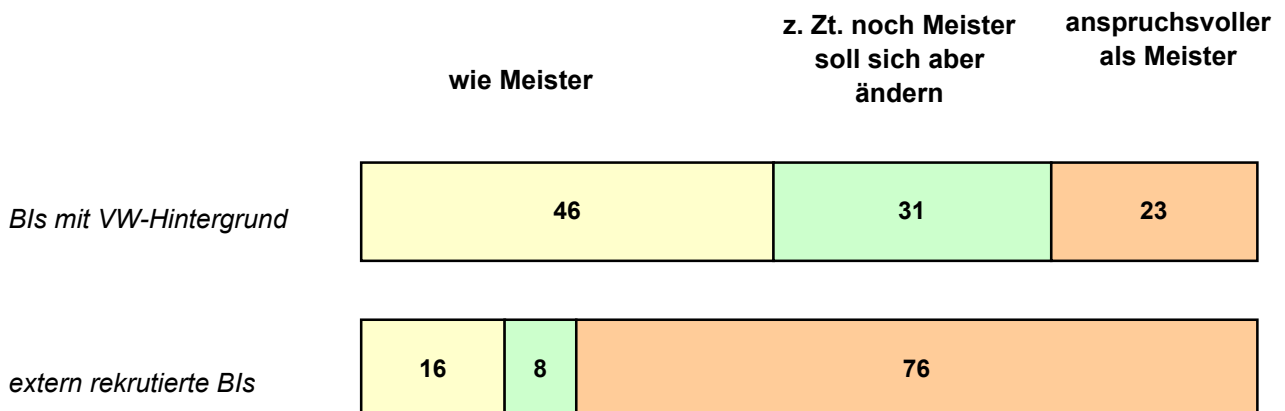 wie Meister
z. Zt. noch Meister
soll sich aber
ändern
anspruchsvoller
als Meister
BIs mit VW-Hintergrund
46
31
23
extern rekrutierte BIs
16
8
76